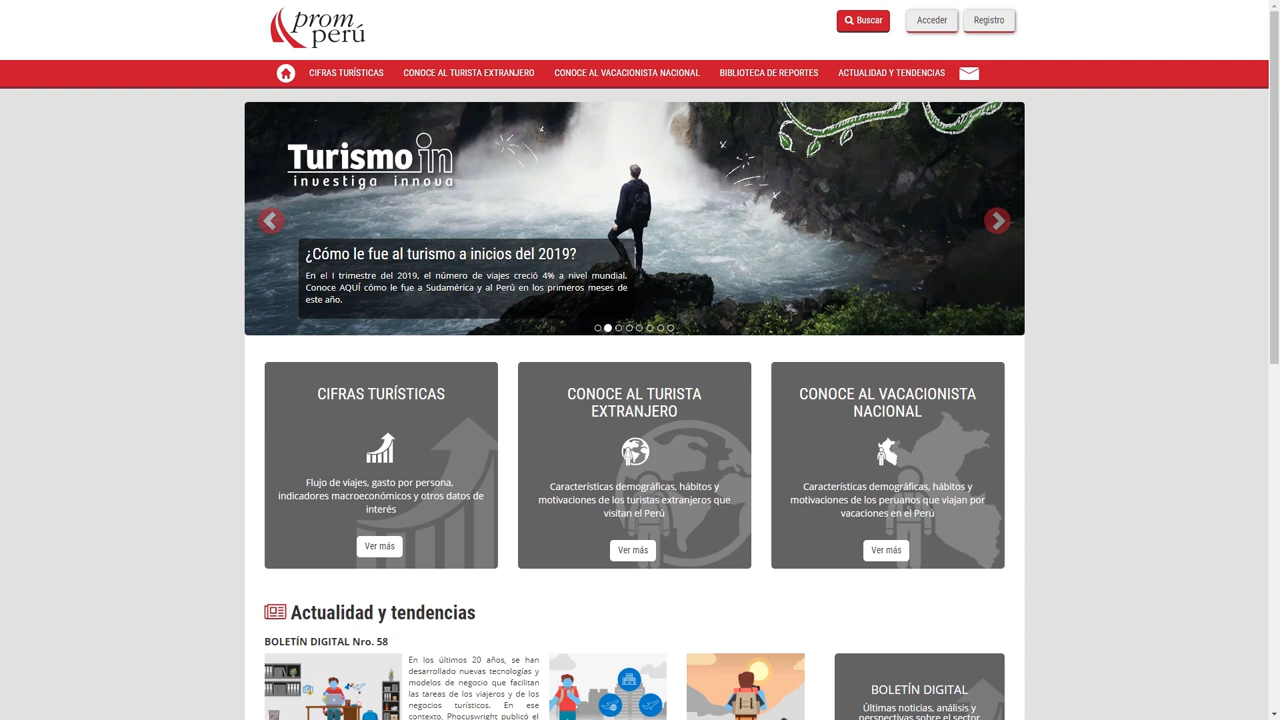 prom
perú
Buscar
Acceder
Registro
CIFRAS TURÍSTICAS
CONOCE AL TURISTA EXTRANJERO
CONOCE AL VACACIONISTA NACIONAL
BIBLIOTECA DE REPORTES
ACTUALIDAD Y TENDENCIAS
Turismo in
investiga innova
¿Cómo le fue al turismo a inicios del 2019?
En el I trimestre del 2019, el número de viajes creció 4% a nivel mundial.
Conoce AQUÍ cómo le fue a Sudamérica y al Perú en los primeros meses de
este año.
CIFRAS TURÍSTICAS
Flujo de viajes, gasto por persona,
indicadores macroeconómicos y otros datos de
interés
Ver más
CONOCE AL TURISTA
EXTRANJERO
Características demográficas, hábitos y
motivaciones de los turistas extranjeros que
visitan el Perú
Ver más
CONOCE AL VACACIONISTA
NACIONAL
Características demográficas, hábitos y
motivaciones de los peruanos que viajan por
vacaciones en el Perú
Ver más
Actualidad y tendencias
BOLETÍN DIGITAL Nro. 58
En los últimos 20 años, se han
desarrollado nuevas tecnologías y
modelos de negocio que facilitan
las tareas de los viajeros y de los
negocios turísticos. En ese
contexto, Phocuswright publicó el
BOLETÍN DIGITAL
Últimas noticias, análisis y
perspectivas sobre el sector